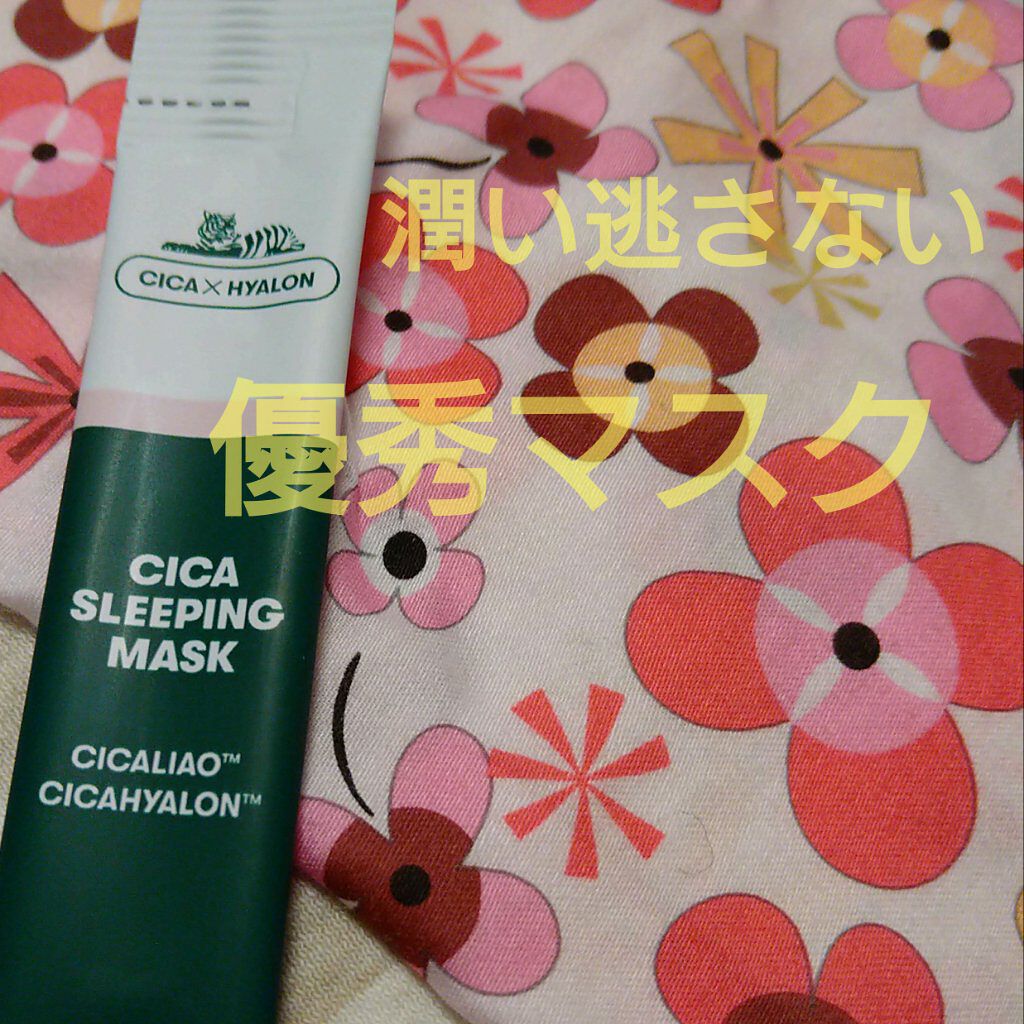 潤い逃さない
CICA×HYALON
優秀マスク
CICA
SLEEPING
MASK
CICALIAO™
CICAHYALON™